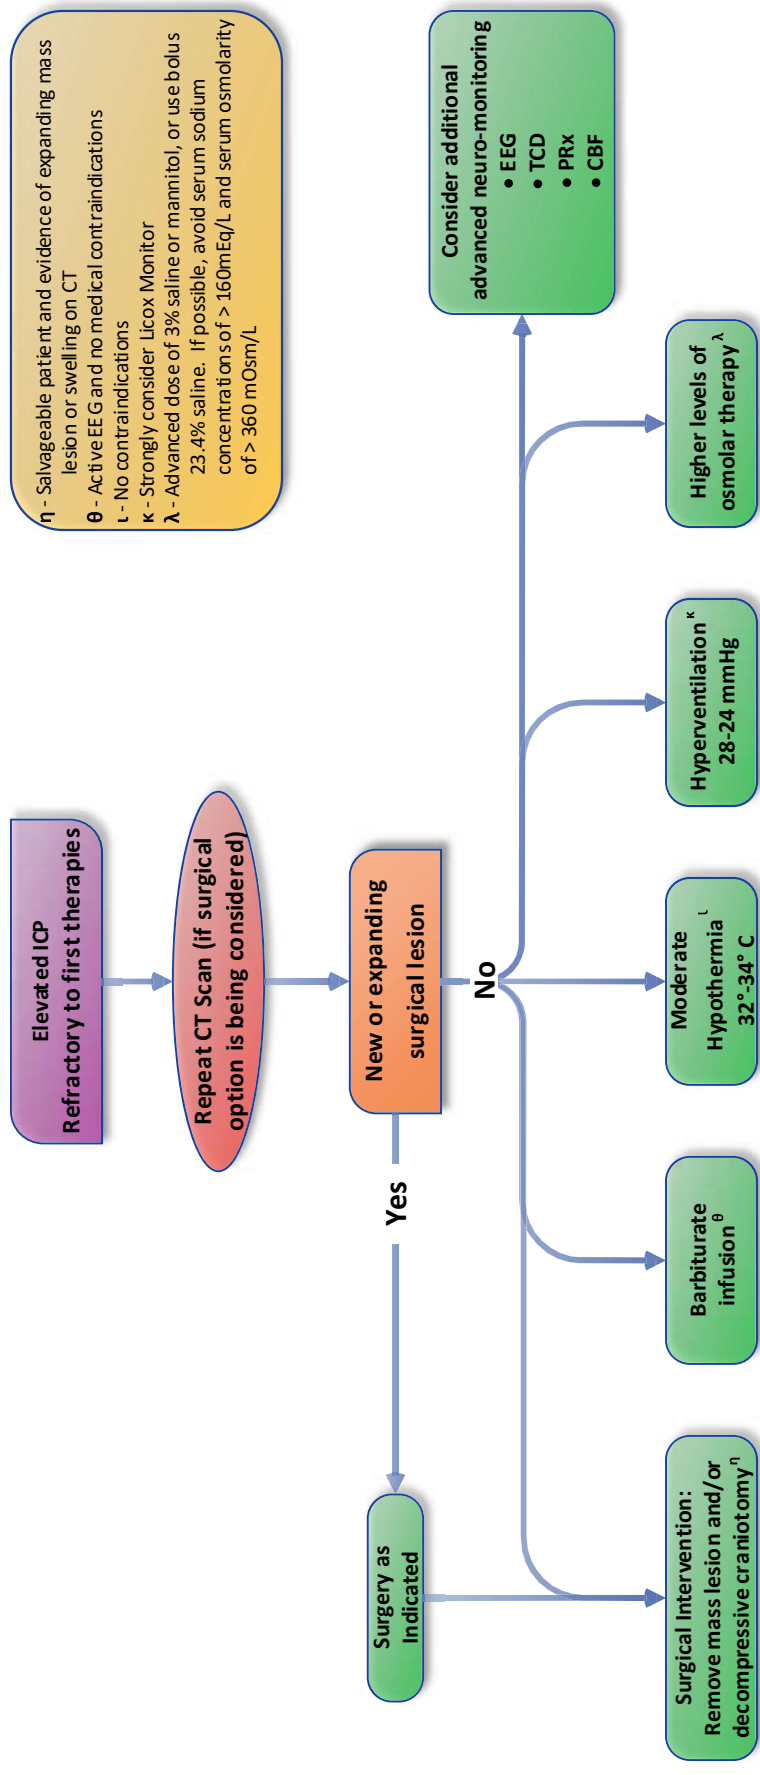 Elevated ICP
Refractory to first therapies
η - Salvageable patient and evidence of expanding mass
lesion or swelling on CT
θ - Active EEG and no medical contraindications
ι - No contraindications
κ - Strongly consider Licox Monitor
λ - Advanced dose of 3% saline or mannitol, or use bolus
23.4% saline. If possible, avoid serum sodium
concentrations of > 160mEq/L and serum osmolarity
of > 360 mOsm/L
Repeat CT Scan (if surgical
option is being considered)
New or expanding
surgical lesion
Yes
Surgery as
Indicated
No
Consider additional
advanced neuro-monitoring
• EEG
• TCD
• PRx
• CBF
Surgical Intervention:
Remove mass lesion and/or
decompressive craniotomy η
Barbiturate
infusion θ
Moderate
Hypothermia ι
32°-34° C
Hyperventilation κ
28-24 mmHg
Higher levels of
osmolar therapy λ